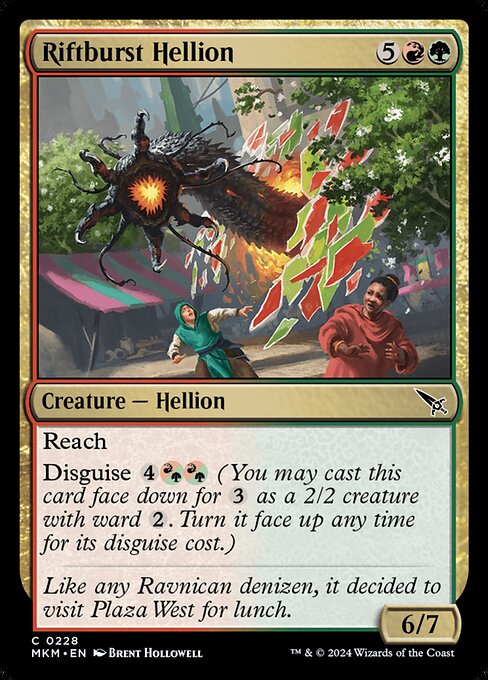 Riftburst Hellion 5
Creature — Hellion
Reach
Disguise 4 (You may cast this
card face down for 3 as a 2/2 creature
with ward 2. Turn it face up any time
for its disguise cost.)
Like any Ravnican denizen, it decided to
visit Plaza West for lunch.
6/7
C 0228
MKM • EN Brent Hollowell
™ & © 2024 Wizards of the Coast